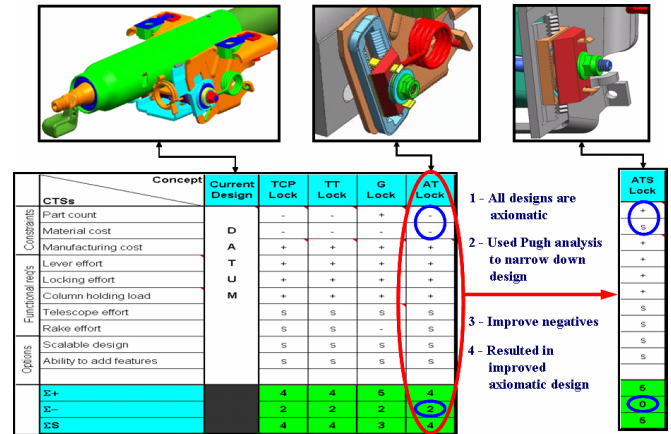 Concept Current Design TCP Lock TT Lock G Lock AT Lock
CTSs
Constraints
Part count - - + -
Material cost D - - - -
Manufacturing cost A + + + +
Functional req's
Lever effort T + + + +
Locking effort U + + + +
Column holding load M + + + +
Telescope effort S S S S
Rake effort S S - S
Options
Scalable design S S S S
Ability to add features S S S S
Σ+ 4 4 5 4
Σ− 2 2 2 2
ΣS 4 4 3 4
1 - All designs are
axiomatic
2 - Used Pugh analysis
to narrow down
design
3 - Improve negatives
4 - Resulted in
improved
axiomatic design
ATS
Lock
+
S
+
+
+
+
S
S
S
S
5
0
5